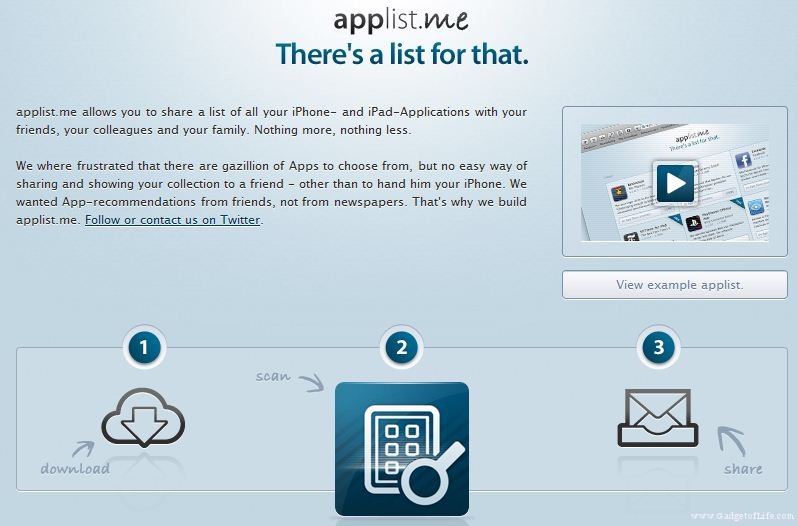 applist.me
There's a list for that.
applist.me allows you to share a list of all your iPhone- and iPad-Applications with your
friends, your colleagues and your family. Nothing more, nothing less.
We where frustrated that there are gazillion of Apps to choose from, but no easy way of
sharing and showing your collection to a friend - other than to hand him your iPhone. We
wanted App-recommendations from friends, not from newspapers. That's why we build
applist.me. Follow or contact us on Twitter.
applist.me
There's a list for that.
View example applist.
1
2
3
scan
download
share
www.GadgetofLife.com